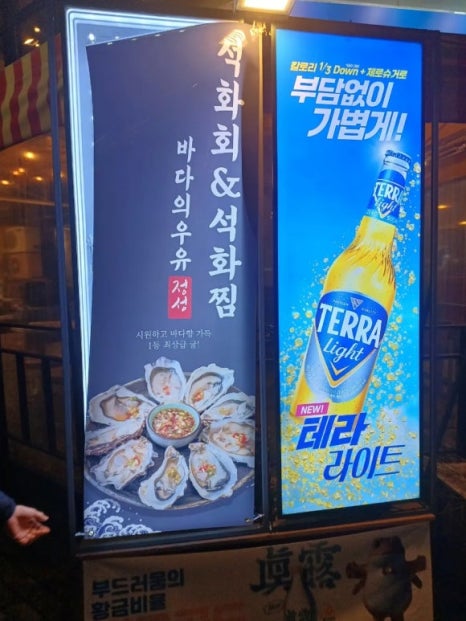 석화회&석화찜
바다의우유
정성
시원하고 바다향 가득
1등 최상급 굴!
칼로리 1/3 Down + 제로슈거로
부담없이
가볍게!
TERRA
Light
TERRA
Light
NEW!
테라
라이트
부드러움의
황금비율
眞露